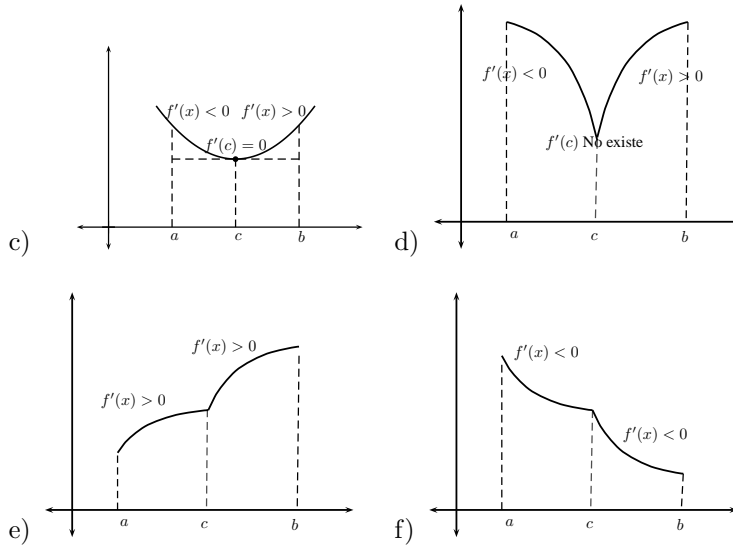 f′(x) < 0 f′(x) > 0
f′(c) = 0
a c b
c)
f′(x) < 0 f′(x) > 0
f′(c) No existe
a c b
d)
f′(x) > 0
f′(x) > 0
a c b
e)
f′(x) < 0
f′(x) < 0
a c b
f)